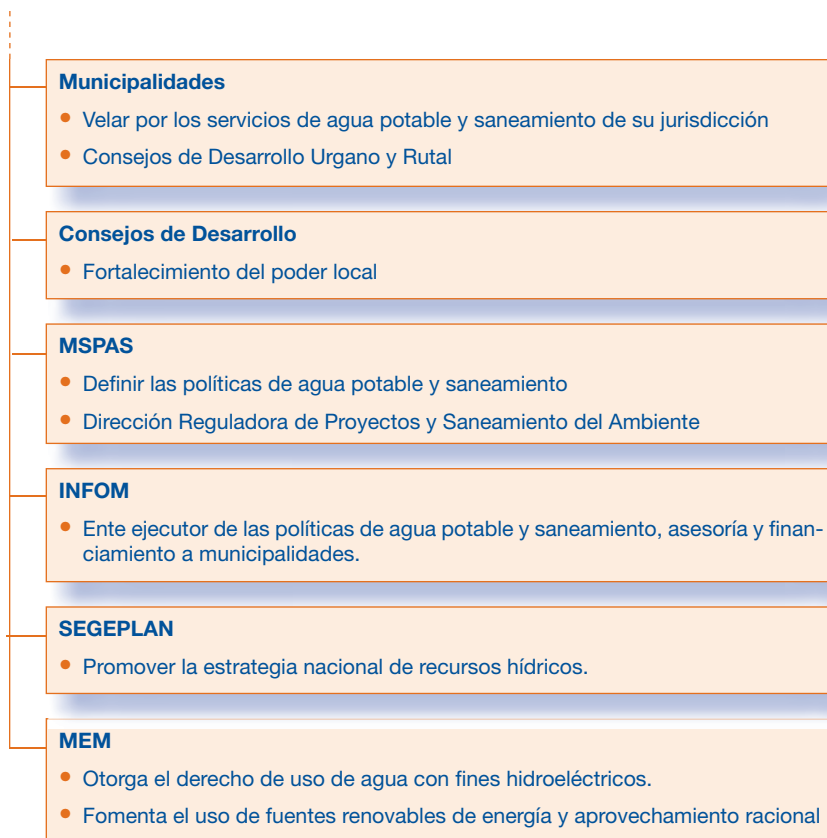 Municipalidades
• Velar por los servicios de agua potable y saneamiento de su jurisdicción
• Consejos de Desarrollo Urgano y Rutal
Consejos de Desarrollo
• Fortalecimiento del poder local
MSPAS
• Definir las políticas de agua potable y saneamiento
• Dirección Reguladora de Proyectos y Saneamiento del Ambiente
INFOM
• Ente ejecutor de las políticas de agua potable y saneamiento, asesoría y finan-
ciamiento a municipalidades.
SEGEPLAN
• Promover la estrategia nacional de recursos hídricos.
MEM
• Otorga el derecho de uso de agua con fines hidroeléctricos.
• Fomenta el uso de fuentes renovables de energía y aprovechamiento racional